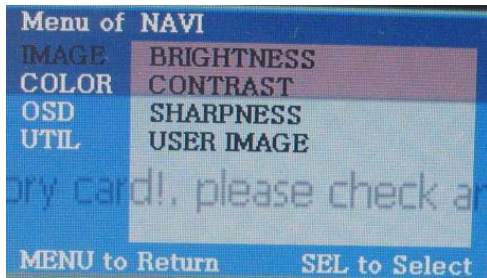 Menu of NAVI
IMAGE BRIGHTNESS
COLOR CONTRAST
OSD SHARPNESS
UTIL USER IMAGE
ory card!, please check ar
MENU to Return SEL to Select